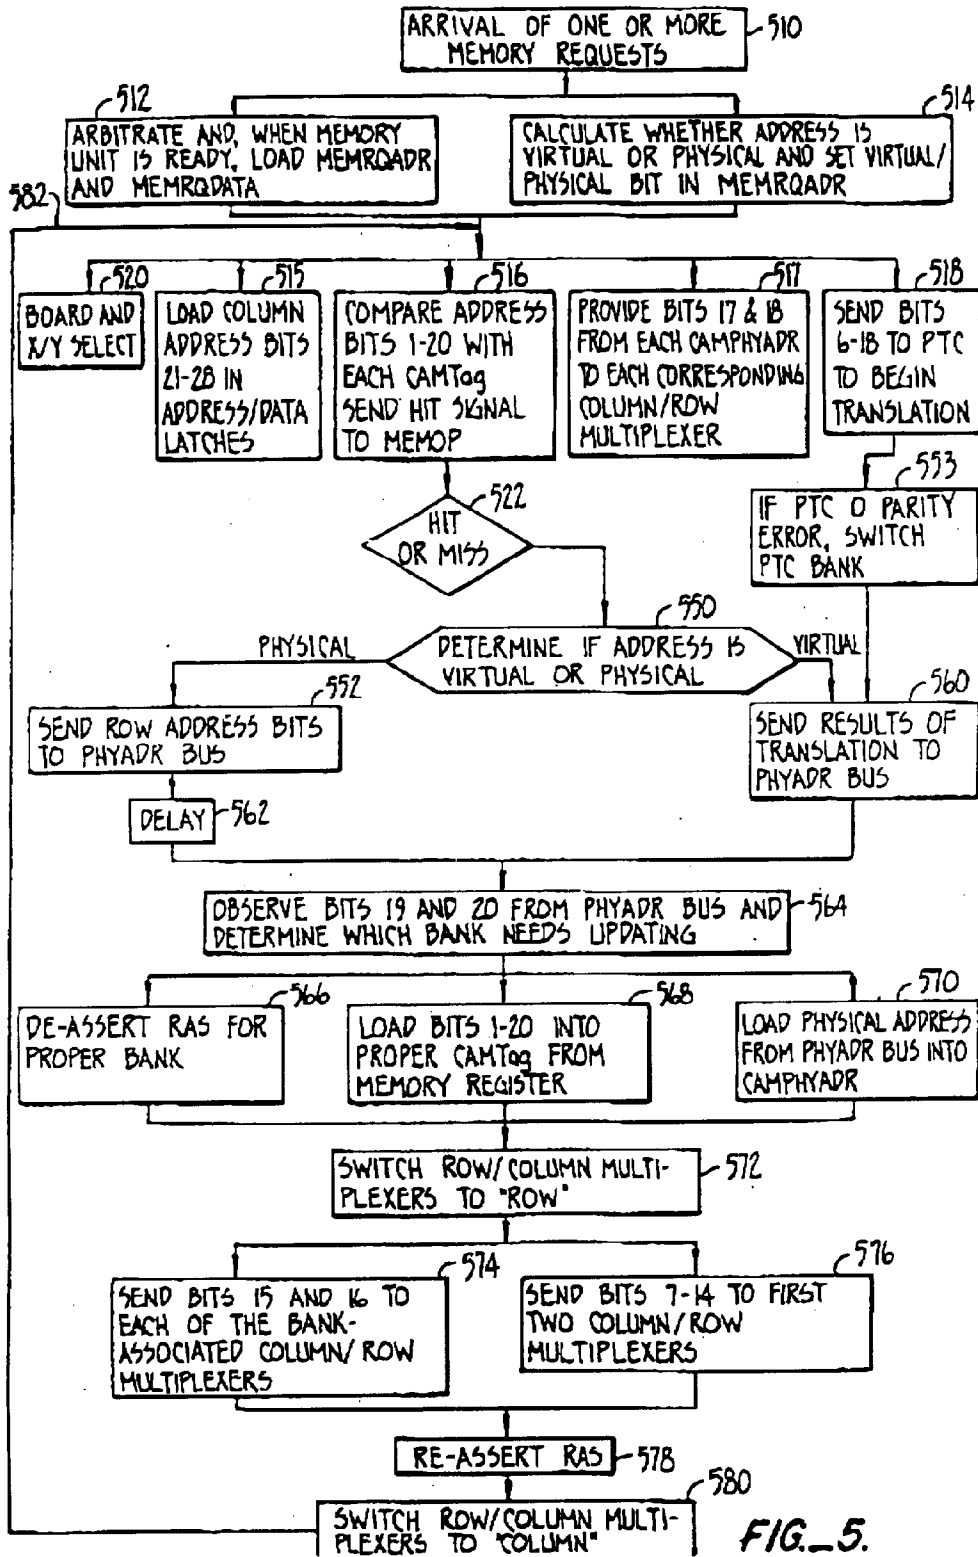 ARRIVAL OF ONE OR MORE
MEMORY REQUESTS
510
512
ARBITRATE AND, WHEN MEMORY
UNIT IS READY, LOAD MEMRQADR
AND MEMRQDATA
514
CALCULATE WHETHER ADDRESS IS
VIRTUAL OR PHYSICAL AND SET VIRTUAL/
PHYSICAL BIT IN MEMRQADR
582
520
BOARD AND
X/Y SELECT
515
LOAD COLUMN
ADDRESS BITS
21-28 IN
ADDRESS/DATA
LATCHES
516
COMPARE ADDRESS
BITS 1-20 WITH
EACH CAMTag
SEND HIT SIGNAL
TO MEMOP
517
PROVIDE BITS 17 & 18
FROM EACH CAMPHYADR
TO EACH CORRESPONDING
COLUMN/ROW
MULTIPLEXER
518
SEND BITS
6-18 TO PTC
TO BEGIN
TRANSLATION
522
HIT
OR MISS
553
IF PTC O PARITY
ERROR, SWITCH
PTC BANK
550
DETERMINE IF ADDRESS IS
VIRTUAL OR PHYSICAL
PHYSICAL
VIRTUAL
552
SEND ROW ADDRESS BITS
TO PHYADR BUS
560
SEND RESULTS OF
TRANSLATION TO
PHYADR BUS
DELAY
562
OBSERVE BITS 19 AND 20 FROM PHYADR BUS AND
DETERMINE WHICH BANK NEEDS UPDATING
564
566
DE-ASSERT RAS FOR
PROPER BANK
568
LOAD BITS 1-20 INTO
PROPER CAMTag FROM
MEMORY REGISTER
570
LOAD PHYSICAL ADDRESS
FROM PHYADR BUS INTO
CAMPHYADR
SWITCH ROW/COLUMN MULTI-
PLEXERS TO "ROW"
572
574
SEND BITS 15 AND 16 TO
EACH OF THE BANK-
ASSOCIATED COLUMN/ROW
MULTIPLEXERS
576
SEND BITS 7-14 TO FIRST
TWO COLUMN/ROW
MULTIPLEXERS
RE-ASSERT RAS
578
580
SWITCH ROW/COLUMN MULTI-
PLEXERS TO "COLUMN"
FIG._5.